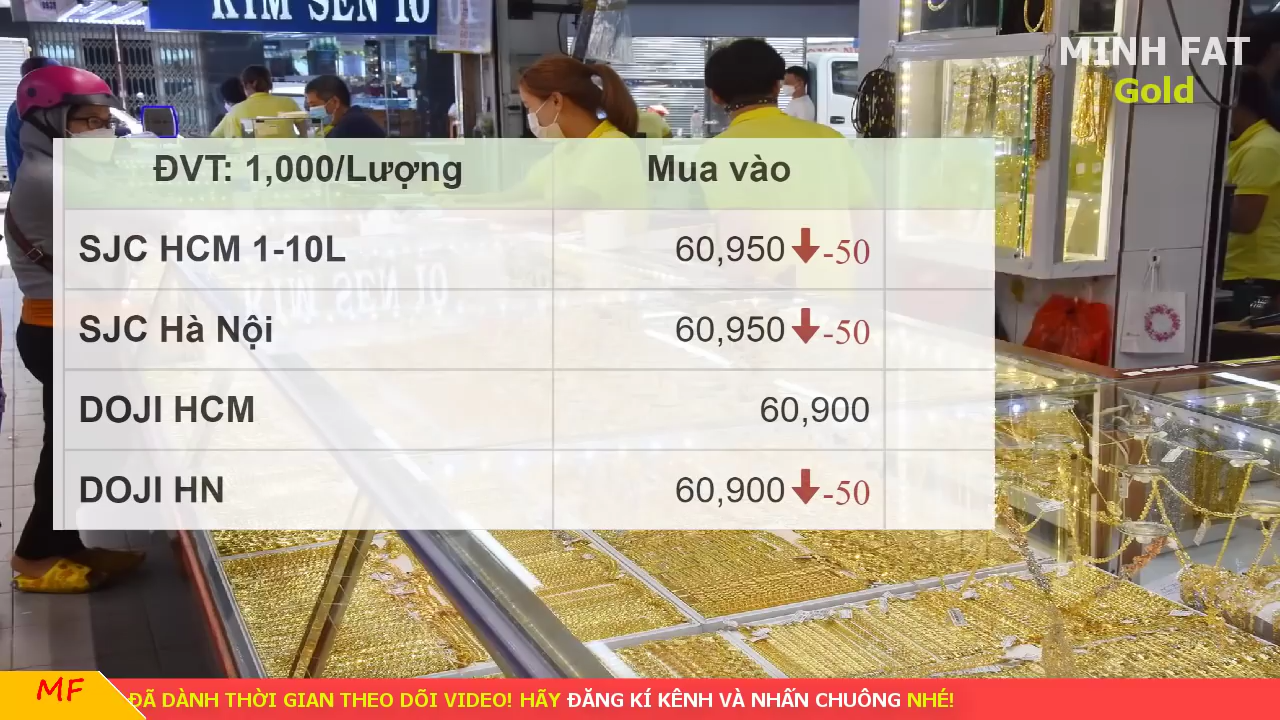 KIM SEN 10
MINH FAT
Gold
ĐVT: 1,000/Lượng Mua vào
SJC HCM 1-10L 60,950 -50
SJC Hà Nội 60,950 -50
DOJI HCM 60,900
DOJI HN 60,900 -50
MF
ĐÃ DÀNH THỜI GIAN THEO DÕI VIDEO! HÃY ĐĂNG KÍ KÊNH VÀ NHẤN CHUÔNG NHÉ!